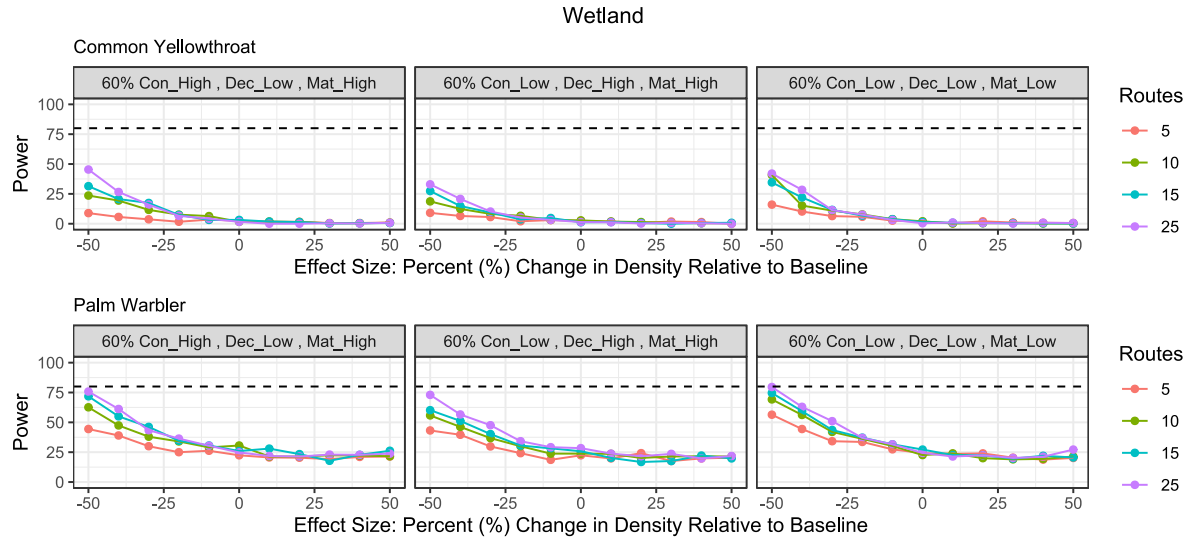 Wetland
Common Yellowthroat
60% Con_High , Dec_Low , Mat_High
60% Con_Low , Dec_High , Mat_High
60% Con_Low , Dec_Low , Mat_Low
100
75
50
25
0
Power
-50 -25 0 25 50 -50 -25 0 25 50 -50 -25 0 25 50
Effect Size: Percent (%) Change in Density Relative to Baseline
Routes
5
10
15
25
Palm Warbler
60% Con_High , Dec_Low , Mat_High
60% Con_Low , Dec_High , Mat_High
60% Con_Low , Dec_Low , Mat_Low
100
75
50
25
0
Power
-50 -25 0 25 50 -50 -25 0 25 50 -50 -25 0 25 50
Effect Size: Percent (%) Change in Density Relative to Baseline
Routes
5
10
15
25